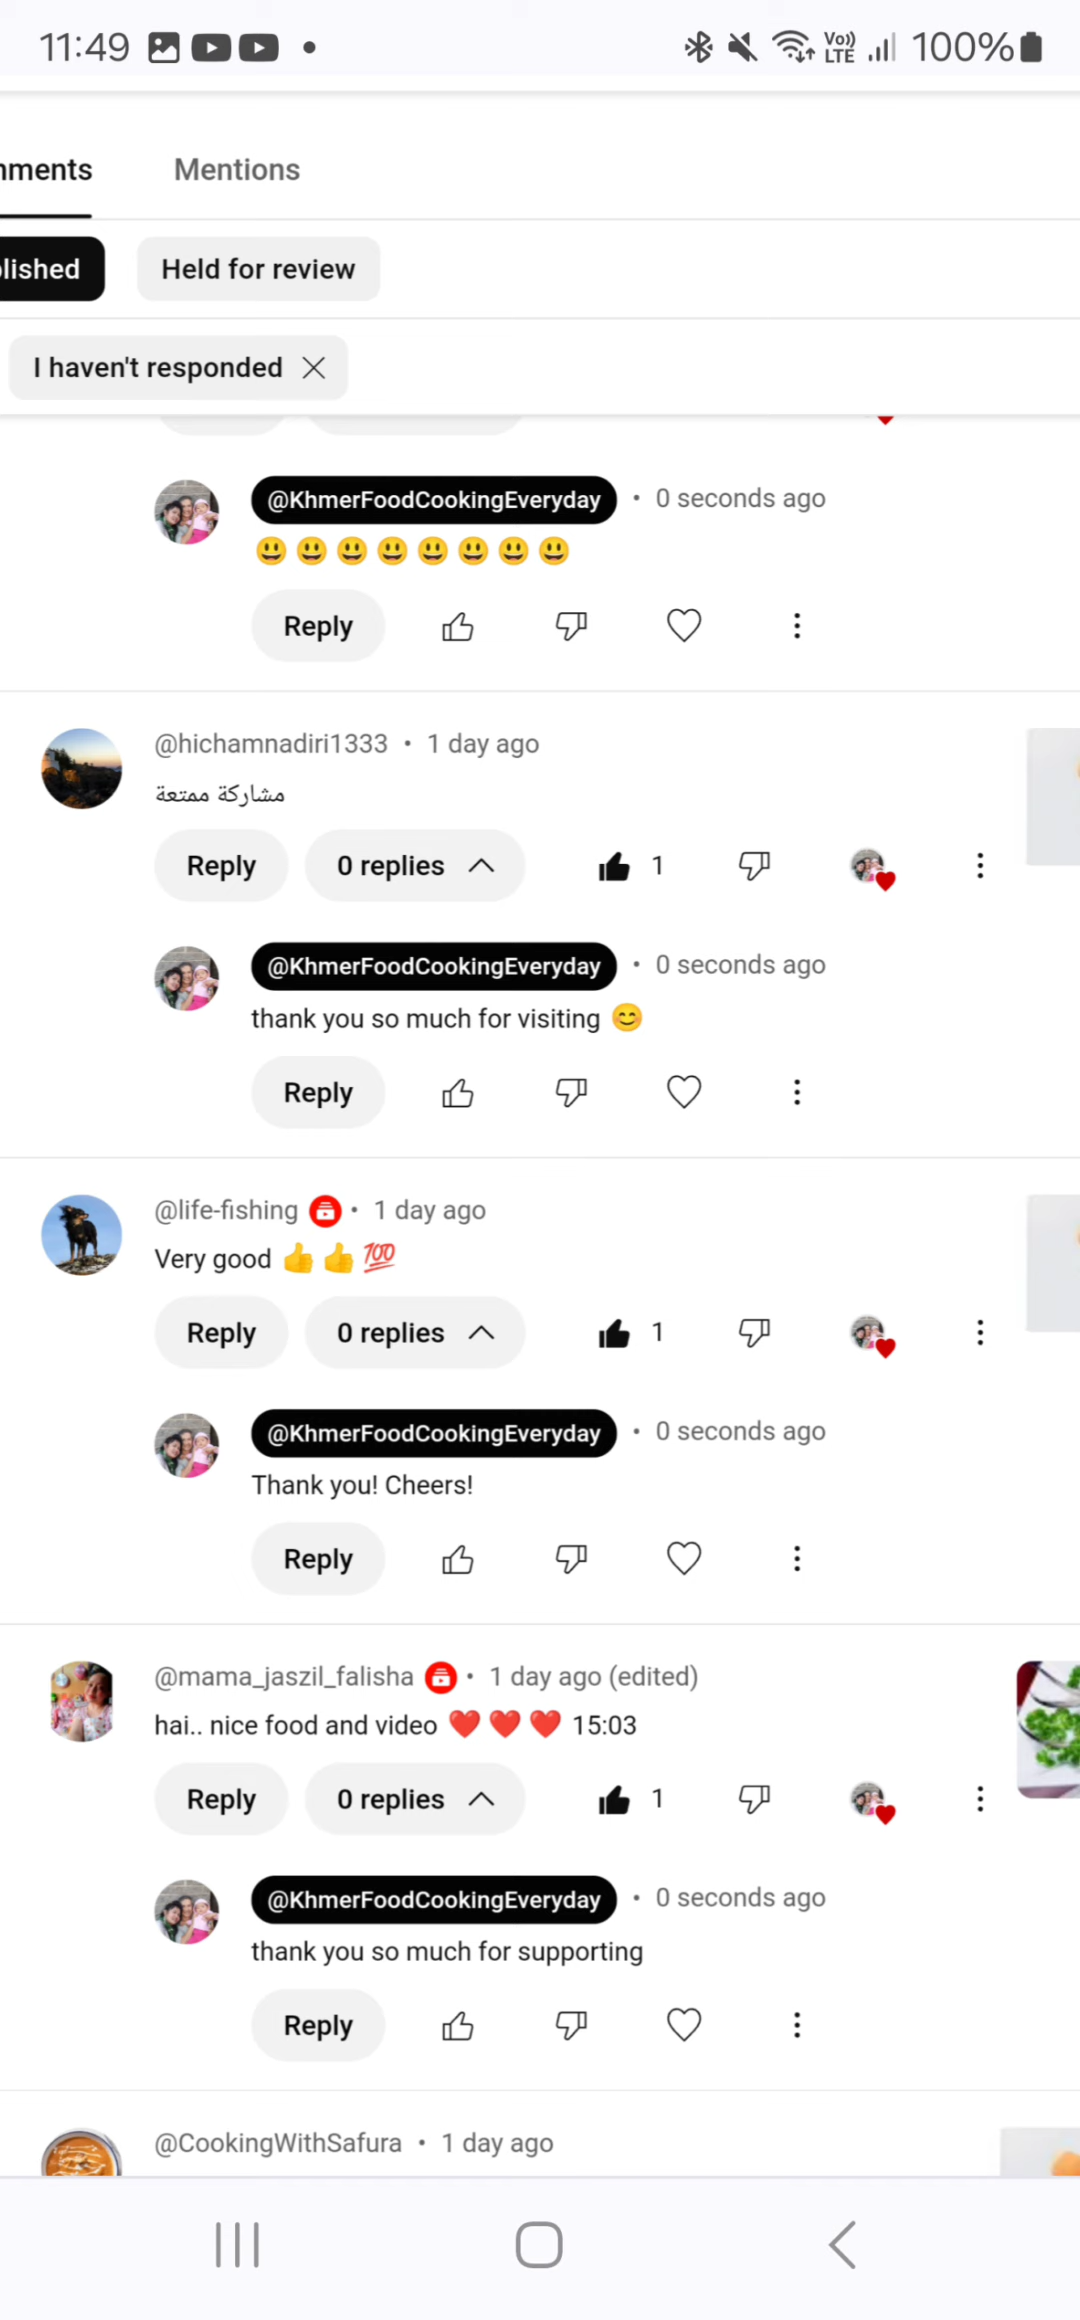 11:49 Vo)) LTE 100%
nments Mentions
lished Held for review
I haven't responded
@KhmerFoodCookingEveryday • 0 seconds ago
😃 😃 😃 😃 😃 😃 😃 😃
Reply
@hichamnadiri1333 • 1 day ago
مشاركة ممتعة
Reply 0 replies 1
@KhmerFoodCookingEveryday • 0 seconds ago
thank you so much for visiting 😊
Reply
@life-fishing • 1 day ago
Very good 👍 👍 💯
Reply 0 replies 1
@KhmerFoodCookingEveryday • 0 seconds ago
Thank you! Cheers!
Reply
@mama_jaszil_falisha • 1 day ago (edited)
hai.. nice food and video ❤️ ❤️ ❤️ 15:03
Reply 0 replies 1
@KhmerFoodCookingEveryday • 0 seconds ago
thank you so much for supporting
Reply
@CookingWithSafura • 1 day ago